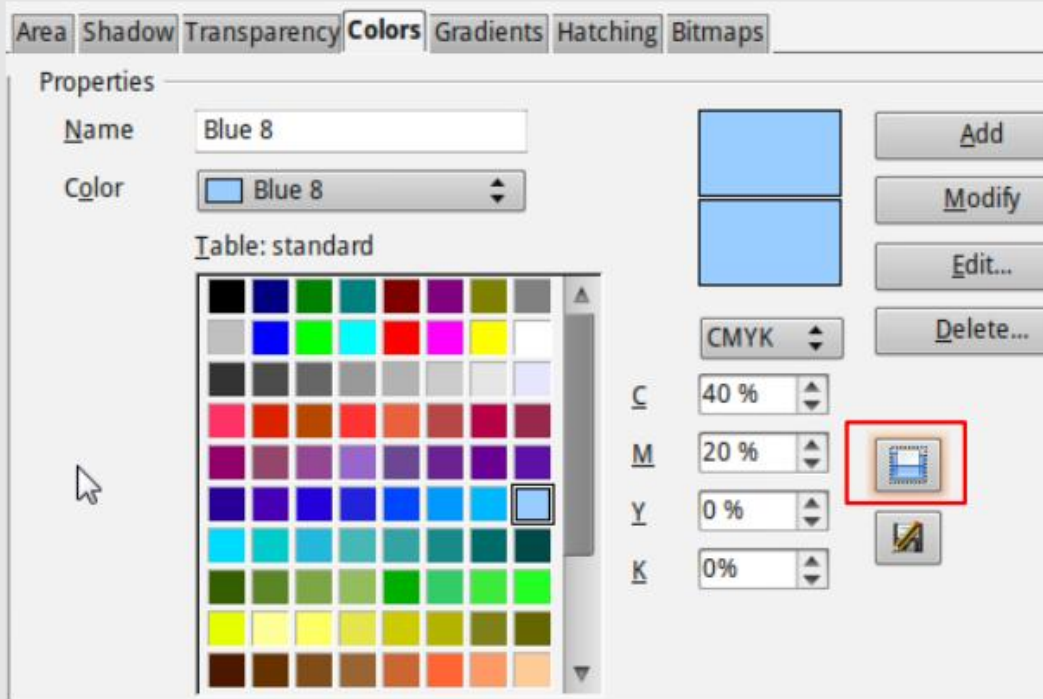 Area Shadow Transparency Colors Gradients Hatching Bitmaps
Properties
Name Blue 8
Color Blue 8
Table: standard
Add
Modify
Edit...
Delete...
CMYK
C 40 %
M 20 %
Y 0 %
K 0%